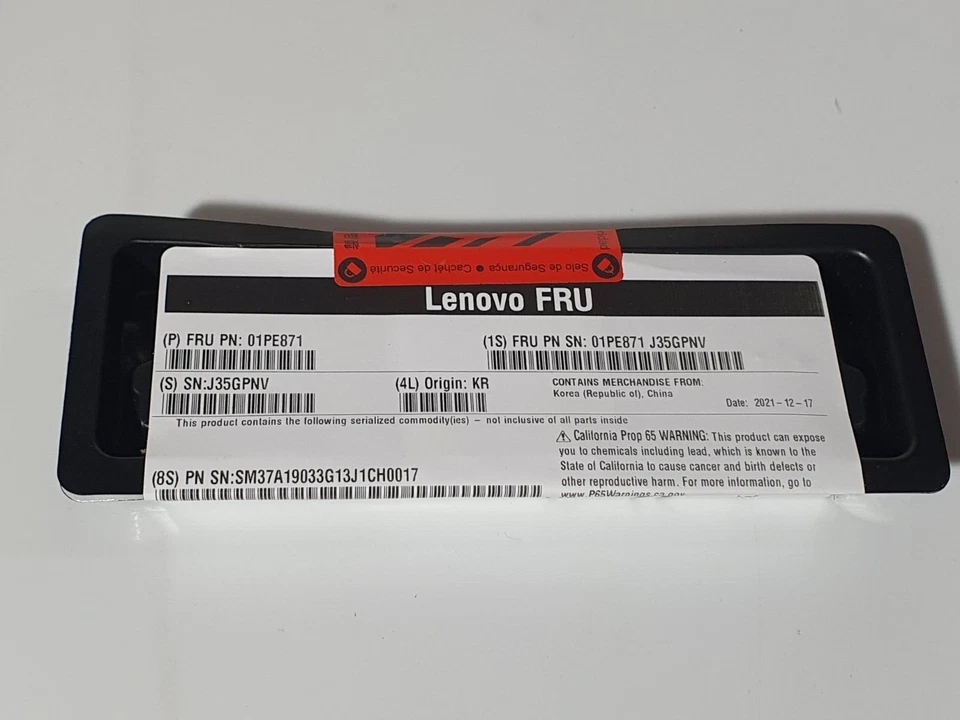 Selo de Segurança ● Cachet de Sécurité
Lenovo FRU
(P) FRU PN: 01PE871
(1S) FRU PN SN: 01PE871 J35GPNV
(S) SN:J35GPNV
(4L) Origin: KR
CONTAINS MERCHANDISE FROM:
Korea (Republic of), China
Date: 2021-12-17
This product contains the following serialized commodity(ies) - not inclusive of all parts inside
⚠ California Prop 65 WARNING: This product can expose
you to chemicals including lead, which is known to the
State of California to cause cancer and birth defects or
other reproductive harm. For more information, go to
www.P65Warnings.ca.gov
(8S) PN SN:SM37A19033G13J1CH0017